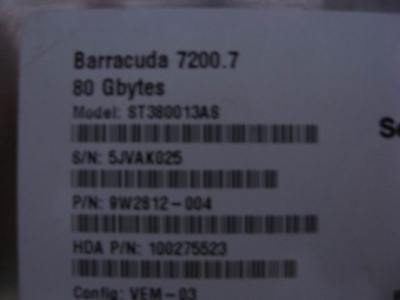 Barracuda 7200.7
80 Gbytes
Model: ST380013AS
S/N: 5JVAK025
P/N: 9W2812-004
HDA P/N: 100275523
Config: VEM-03